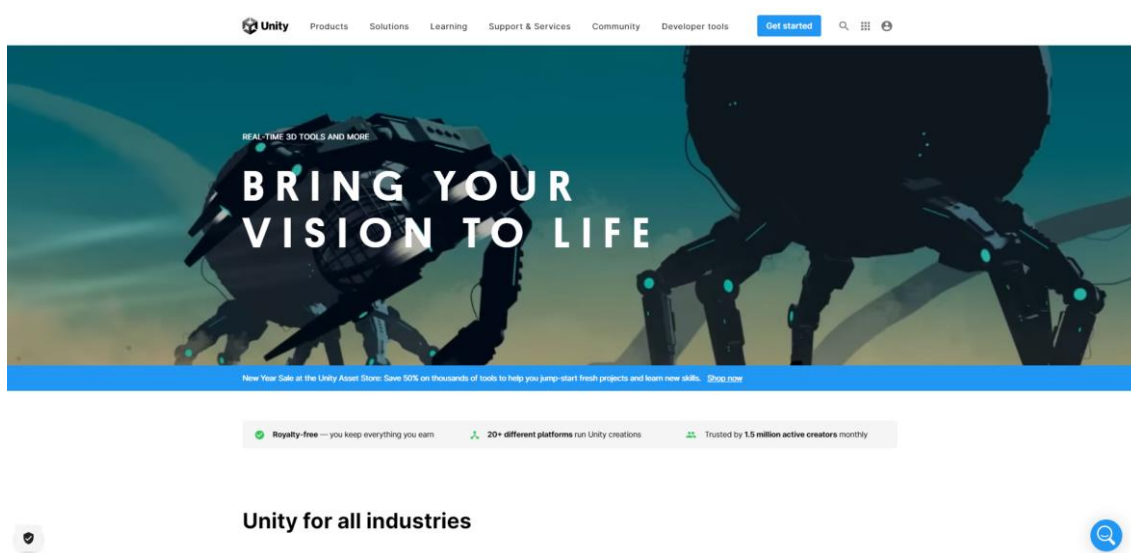 Unity Products Solutions Learning Support & Services Community Developer tools Get started
REAL-TIME 3D TOOLS AND MORE
BRING YOUR
VISION TO LIFE
New Year Sale at the Unity Asset Store: Save 50% on thousands of tools to help you jump-start fresh projects and learn new skills. Shop now
Royalty-free — you keep everything you earn 20+ different platforms run Unity creations Trusted by 1.5 million active creators monthly
Unity for all industries